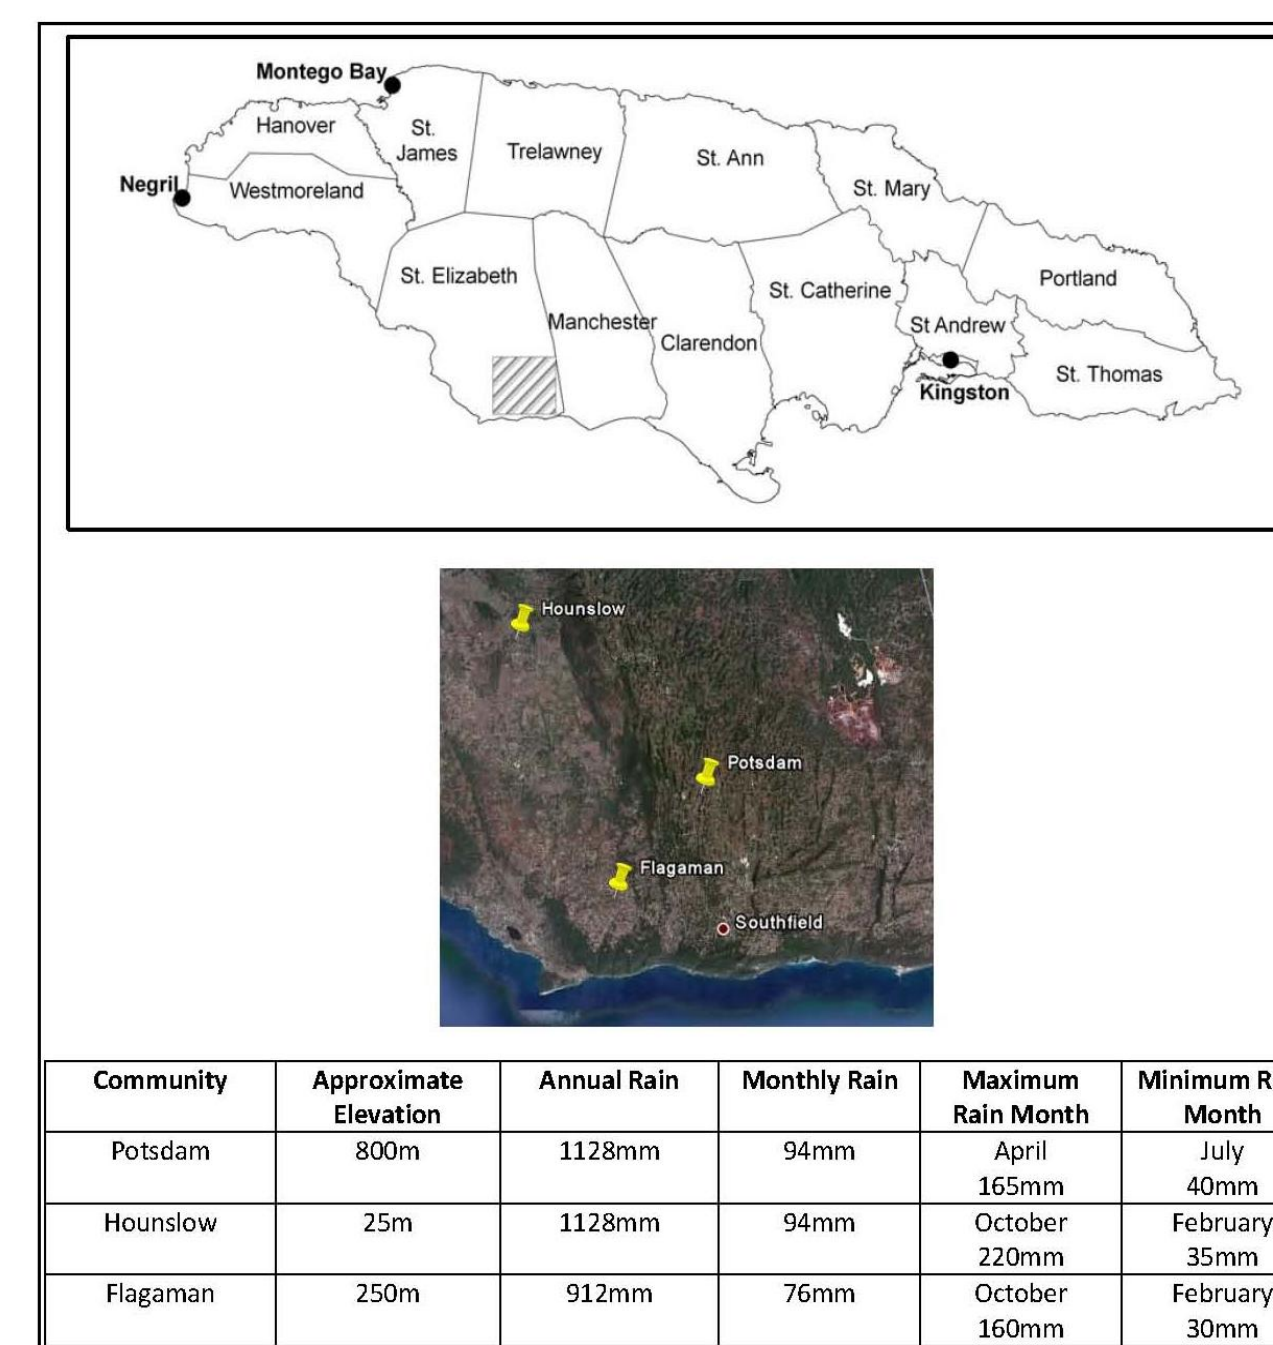 Montego Bay
Hanover
St.
James
Trelawney
St. Ann
Negril
Westmoreland
St. Mary
St. Elizabeth
Portland
St. Catherine
Manchester
St Andrew
Clarendon
St. Thomas
Kingston
Hounslow
Potsdam
Flagaman
Southfield
Community Approximate Annual Rain Monthly Rain Maximum Minimum R
Elevation Rain Month Month
Potsdam 800m 1128mm 94mm April July
165mm 40mm
Hounslow 25m 1128mm 94mm October February
220mm 35mm
Flagaman 250m 912mm 76mm October February
160mm 30mm